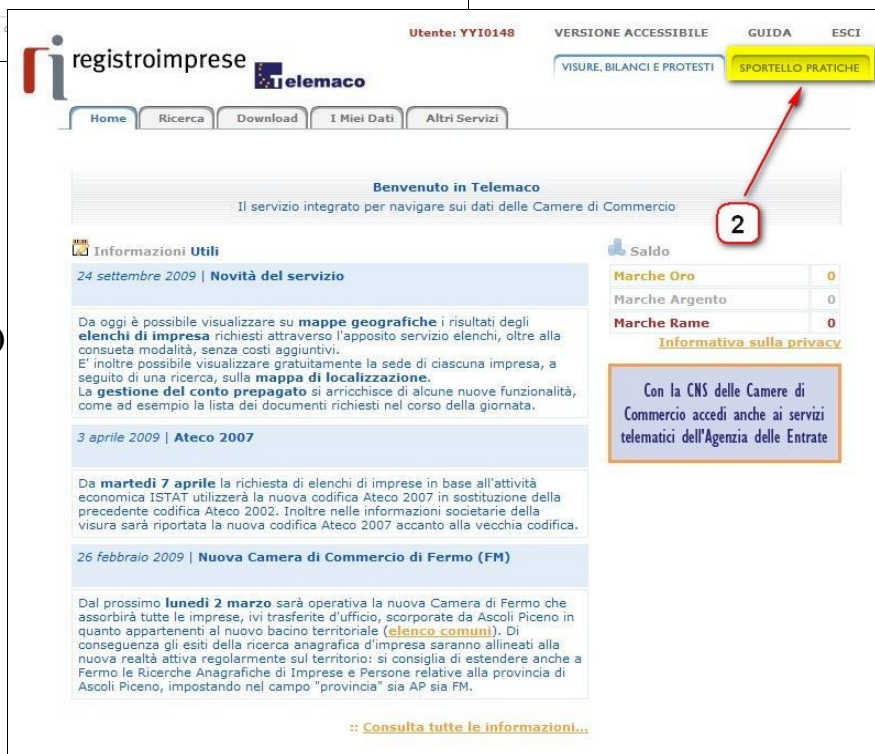 Utente: YYI0148 VERSIONE ACCESSIBILE GUIDA ESCI
registroimprese
Telemaco
VISURE, BILANCI E PROTESTI SPORTELLO PRATICHE
Home Ricerca Download I Miei Dati Altri Servizi
Benvenuto in Telemaco
Il servizio integrato per navigare sui dati delle Camere di Commercio
2
Informazioni Utili
24 settembre 2009 | Novità del servizio
Da oggi è possibile visualizzare su mappe geografiche i risultati degli
elenchi di impresa richiesti attraverso l'apposito servizio elenchi, oltre alla
consueta modalità, senza costi aggiuntivi.
E' inoltre possibile visualizzare gratuitamente la sede di ciascuna impresa, a
seguito di una ricerca, sulla mappa di localizzazione.
La gestione del conto prepagato si arricchisce di alcune nuove funzionalità,
come ad esempio la lista dei documenti richiesti nel corso della giornata.
3 aprile 2009 | Ateco 2007
Da martedì 7 aprile la richiesta di elenchi di imprese in base all'attività
economica ISTAT utilizzerà la nuova codifica Ateco 2007 in sostituzione della
precedente codifica Ateco 2002. Inoltre nelle informazioni societarie della
visura sarà riportata la nuova codifica Ateco 2007 accanto alla vecchia codifica.
26 febbraio 2009 | Nuova Camera di Commercio di Fermo (FM)
Dal prossimo lunedì 2 marzo sarà operativa la nuova Camera di Fermo che
assorbirà tutte le imprese, ivi trasferite d'ufficio, scorporate da Ascoli Piceno in
quanto appartenenti al nuovo bacino territoriale (elenco comuni). Di
conseguenza gli esiti della ricerca anagrafica d'impresa saranno allineati alla
nuova realtà attiva regolarmente sul territorio: si consiglia di estendere anche a
Fermo le Ricerche Anagrafiche di Imprese e Persone relative alla provincia di
Ascoli Piceno, impostando nel campo "provincia" sia AP sia FM.
:: Consulta tutte le informazioni...
Saldo
Marche Oro 0
Marche Argento 0
Marche Rame 0
Informativa sulla privacy
Con la CNS delle Camere di
Commercio accedi anche ai servizi
telematici dell'Agenzia delle Entrate
)